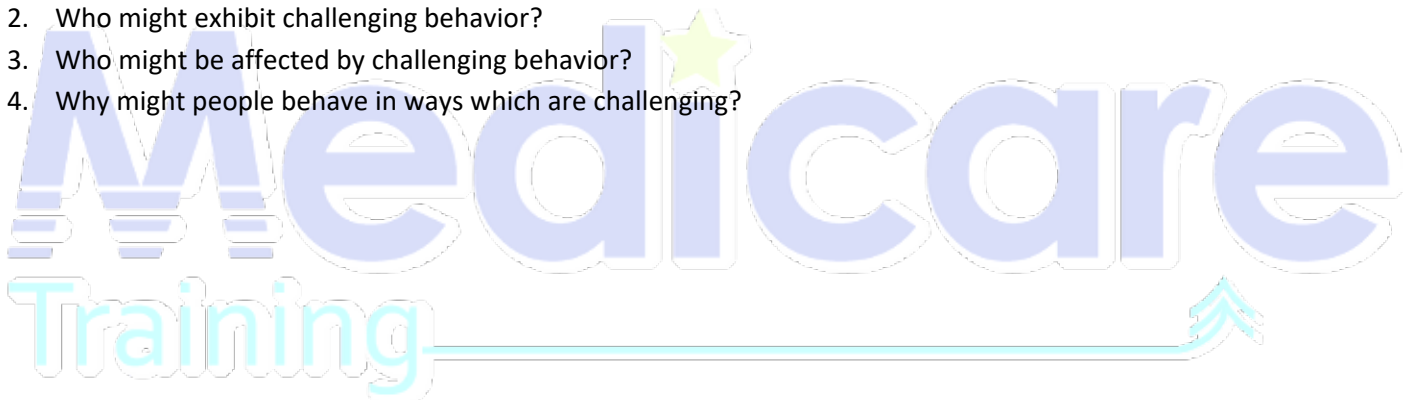 2. Who might exhibit challenging behavior?
3. Who might be affected by challenging behavior?
4. Why might people behave in ways which are challenging?
Medicare
Training